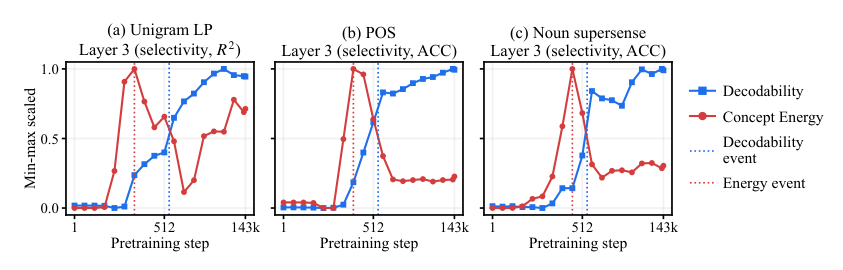 (a) Unigram LP
Layer 3 (selectivity, R²)
(b) POS
Layer 3 (selectivity, ACC)
(c) Noun supersense
Layer 3 (selectivity, ACC)
Min-max scaled
1.0
0.5
0.0
1
512
143k
Pretraining step
1
512
143k
Pretraining step
1
512
143k
Pretraining step
Decodability
Concept Energy
Decodability
event
Energy event